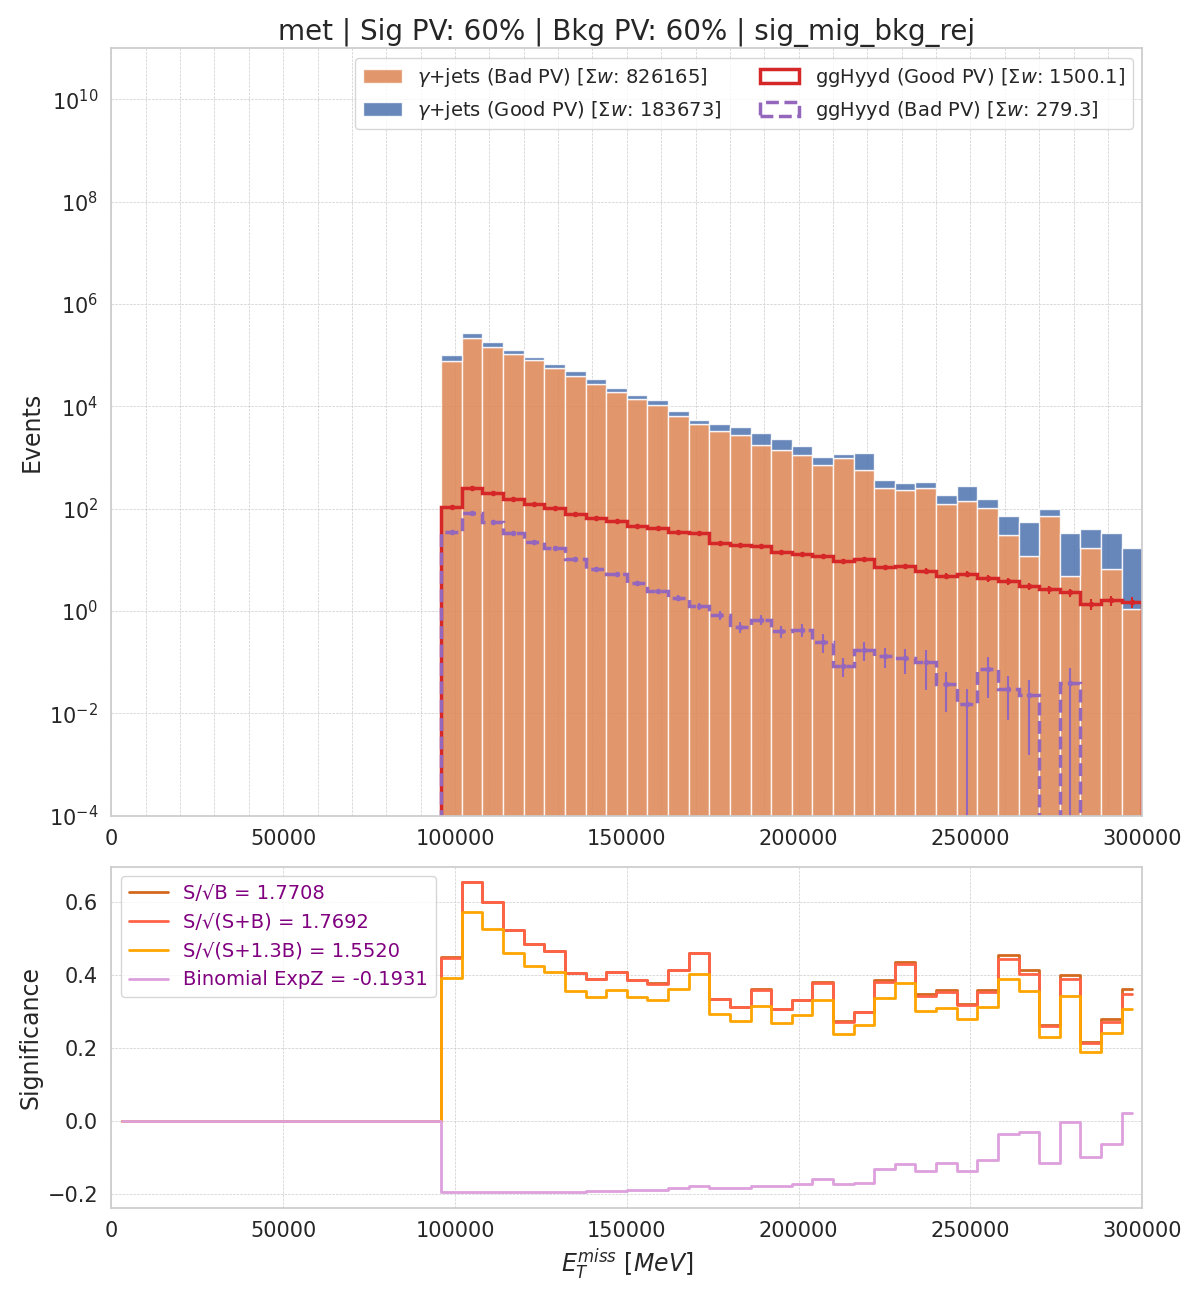 met | Sig PV: 60% | Bkg PV: 60% | sig_mig_bkg_rej
γ+jets (Bad PV) [Σw: 826165]
γ+jets (Good PV) [Σw: 183673]
ggHyyd (Good PV) [Σw: 1500.1]
ggHyyd (Bad PV) [Σw: 279.3]
Events
10^10
10^8
10^6
10^4
10^2
10^0
10^−2
10^−4
0 50000 100000 150000 200000 250000 300000
S/√B = 1.7708
S/√(S+B) = 1.7692
S/√(S+1.3B) = 1.5520
Binomial ExpZ = -0.1931
Significance
0.6
0.4
0.2
0.0
−0.2
0 50000 100000 150000 200000 250000 300000
E_T^miss [MeV]